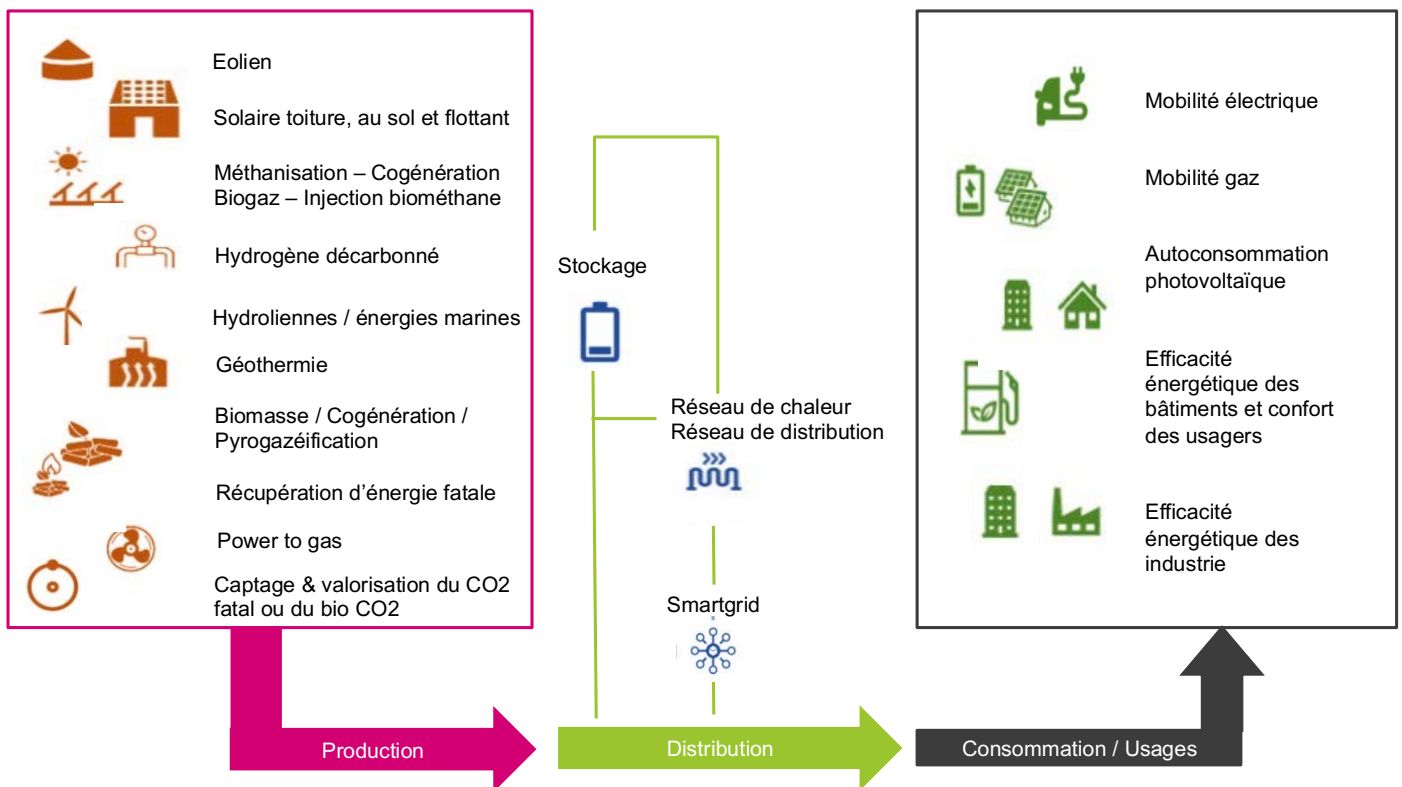 Eolien
Solaire toiture, au sol et flottant
Méthanisation – Cogénération
Biogaz – Injection biométhane
Hydrogène décarbonné
Hydroliennes / énergies marines
Géothermie
Biomasse / Cogénération /
Pyrogazéification
Récupération d’énergie fatale
Power to gas
Captage & valorisation du CO2
fatal ou du bio CO2
Production
Stockage
Réseau de chaleur
Réseau de distribution
Smartgrid
Distribution
Mobilité électrique
Mobilité gaz
Autoconsommation
photovoltaïque
Efficacité
énergétique des
bâtiments et confort
des usagers
Efficacité
énergétique des
industrie
Consommation / Usages